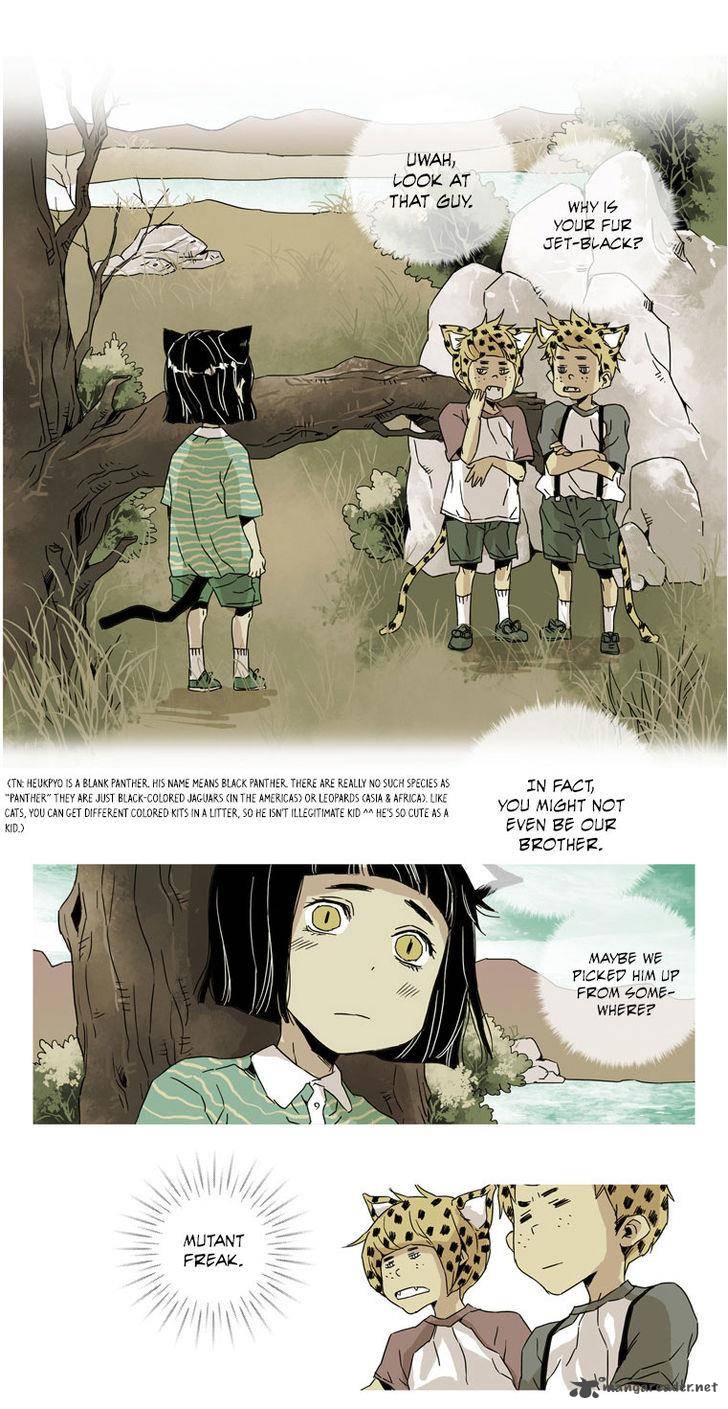 UWAH,
LOOK AT
THAT GUY.
WHY IS
YOUR FUR
JET-BLACK?
(TN: HEUKPYO IS A BLANK PANTHER. HIS NAME MEANS BLACK PANTHER. THERE ARE REALLY NO SUCH SPECIES AS
"PANTHER" THEY ARE JUST BLACK-COLORED JAGUARS (IN THE AMERICAS) OR LEOPARDS (ASIA & AFRICA). LIKE
CATS, YOU CAN GET DIFFERENT COLORED KITS IN A LITTER, SO HE ISN'T ILLEGITIMATE KID ^^ HE'S SO CUTE AS A
KID.)
IN FACT,
YOU MIGHT NOT
EVEN BE OUR
BROTHER.
MAYBE WE
PICKED HIM UP
FROM SOME-
WHERE?
MUTANT
FREAK.
mangareader.net